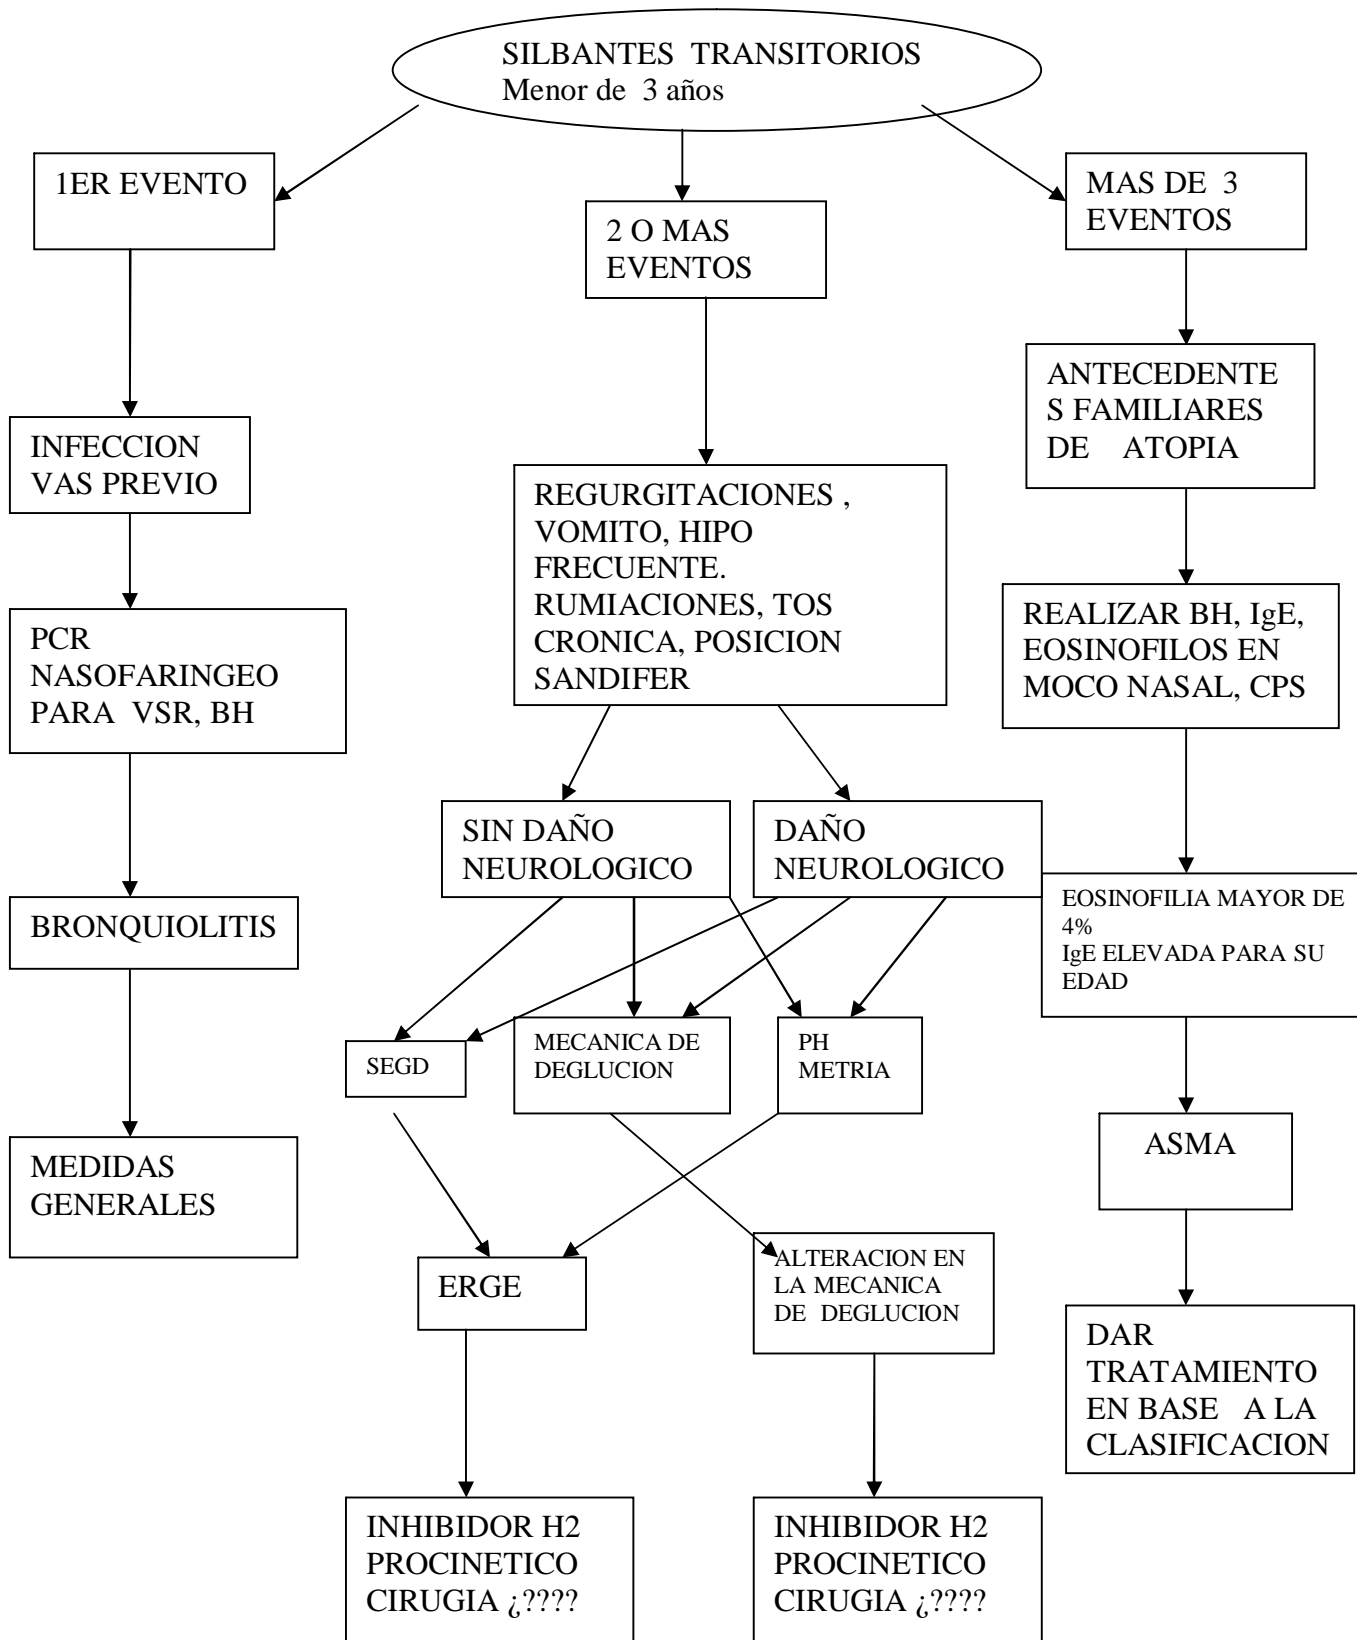 SILBANTES TRANSITORIOS
Menor de 3 años
1ER EVENTO
2 O MAS
EVENTOS
MAS DE 3
EVENTOS
INFECCION
VAS PREVIO
REGURGITACIONES ,
VOMITO, HIPO
FRECUENTE.
RUMIACIONES, TOS
CRONICA, POSICION
SANDIFER
ANTECEDENTE
S FAMILIARES
DE ATOPIA
PCR
NASOFARINGEO
PARA VSR, BH
REALIZAR BH, IgE,
EOSINOFILOS EN
MOCO NASAL, CPS
SIN DAÑO
NEUROLOGICO
DAÑO
NEUROLOGICO
BRONQUIOLITIS
EOSINOFILIA MAYOR DE
4%
IgE ELEVADA PARA SU
EDAD
SEGD
MECANICA DE
DEGLUCION
PH
METRIA
MEDIDAS
GENERALES
ASMA
ERGE
ALTERACION EN
LA MECANICA
DE DEGLUCION
DAR
TRATAMIENTO
EN BASE A LA
CLASIFICACION
INHIBIDOR H2
PROCINETICO
CIRUGIA ¿????
INHIBIDOR H2
PROCINETICO
CIRUGIA ¿????